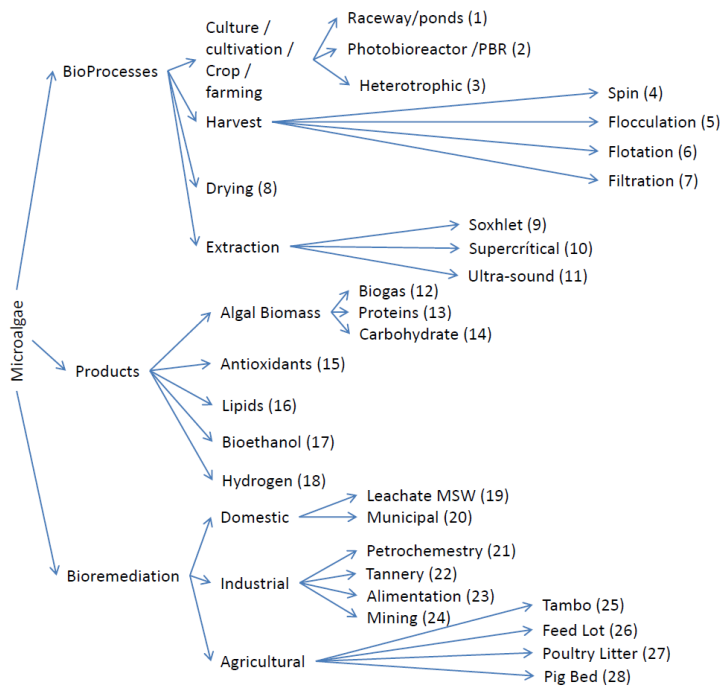 Microalgae
BioProcesses
Culture /
cultivation /
Crop /
farming
Raceway/ponds (1)
Photobioreactor /PBR (2)
Heterotrophic (3)
Harvest
Spin (4)
Flocculation (5)
Flotation (6)
Filtration (7)
Drying (8)
Extraction
Soxhlet (9)
Supercrítical (10)
Ultra-sound (11)
Products
Algal Biomass
Biogas (12)
Proteins (13)
Carbohydrate (14)
Antioxidants (15)
Lipids (16)
Bioethanol (17)
Hydrogen (18)
Bioremediation
Domestic
Leachate MSW (19)
Municipal (20)
Industrial
Petrochemestry (21)
Tannery (22)
Alimentation (23)
Mining (24)
Agricultural
Tambo (25)
Feed Lot (26)
Poultry Litter (27)
Pig Bed (28)